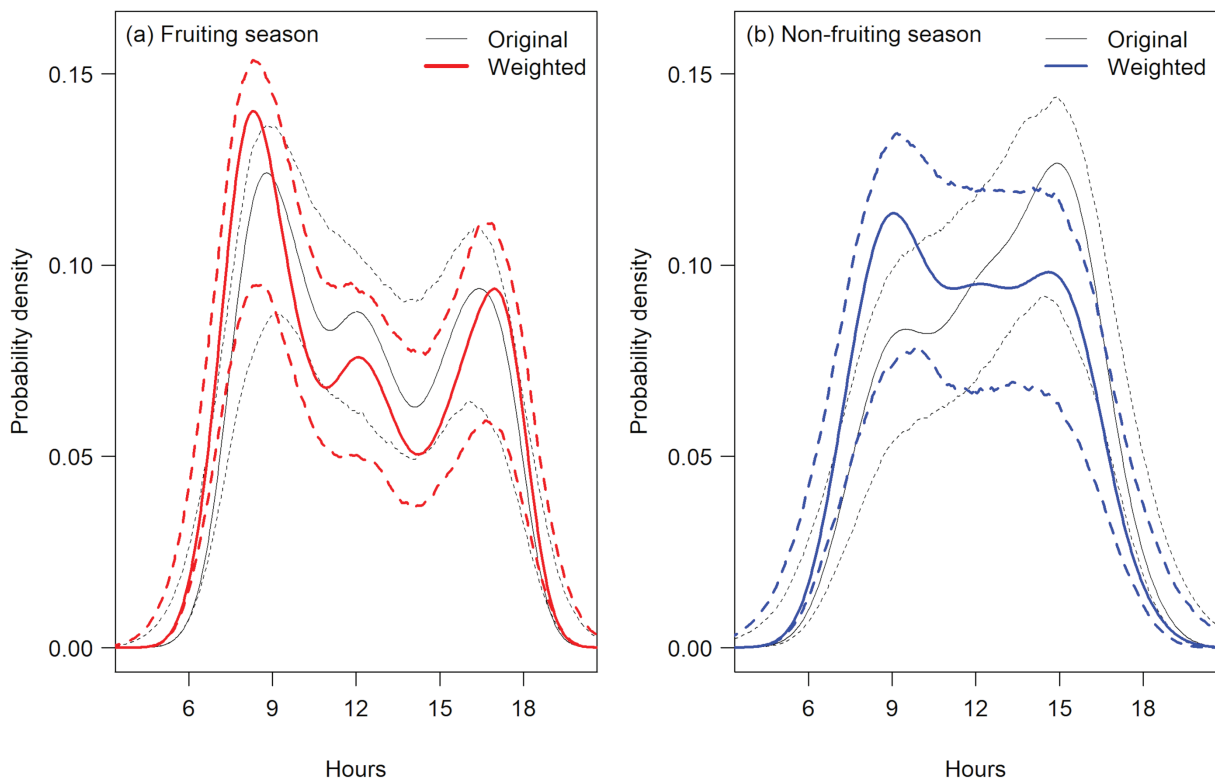 (a) Fruiting season
Original
Weighted
Probability density
0.15
0.10
0.05
0.00
6 9 12 15 18
Hours
(b) Non-fruiting season
Original
Weighted
Probability density
0.15
0.10
0.05
0.00
6 9 12 15 18
Hours